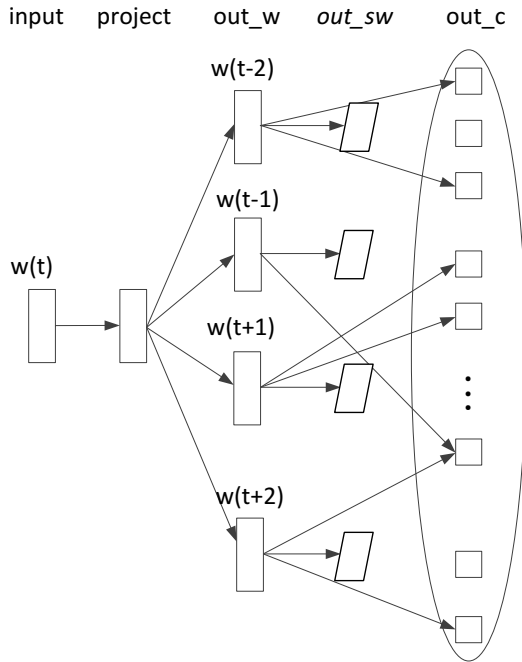 input project out_w out_sw out_c
w(t-2)
w(t-1)
w(t)
w(t+1)
w(t+2)